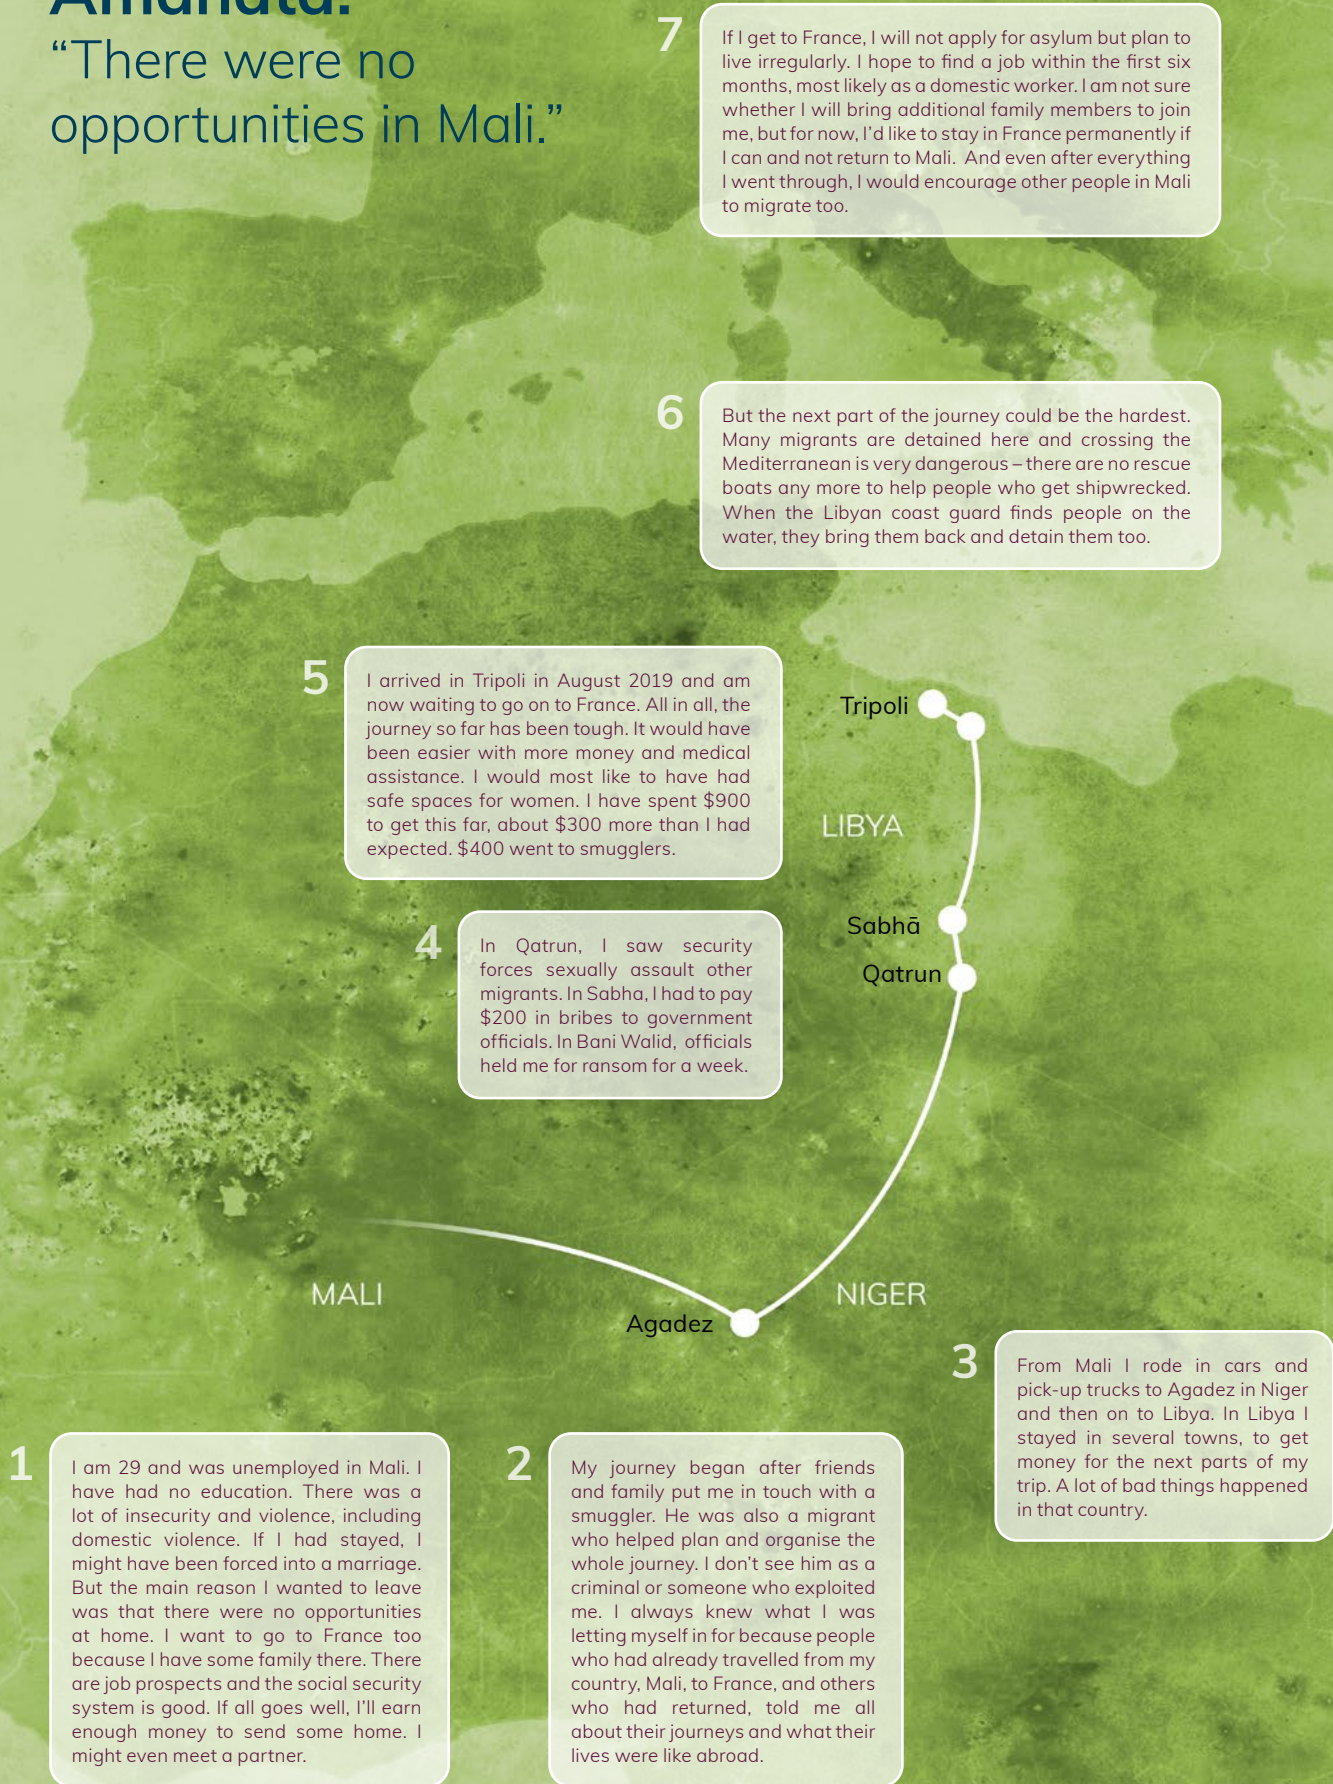 Amanata:
“There were no
opportunities in Mali.”
7
If I get to France, I will not apply for asylum but plan to
live irregularly. I hope to find a job within the first six
months, most likely as a domestic worker. I am not sure
whether I will bring additional family members to join
me, but for now, I’d like to stay in France permanently if
I can and not return to Mali. And even after everything
I went through, I would encourage other people in Mali
to migrate too.
6
But the next part of the journey could be the hardest.
Many migrants are detained here and crossing the
Mediterranean is very dangerous – there are no rescue
boats any more to help people who get shipwrecked.
When the Libyan coast guard finds people on the
water, they bring them back and detain them too.
5
I arrived in Tripoli in August 2019 and am
now waiting to go on to France. All in all, the
journey so far has been tough. It would have
been easier with more money and medical
assistance. I would most like to have had
safe spaces for women. I have spent $900
to get this far, about $300 more than I had
expected. $400 went to smugglers.
Tripoli
LIBYA
Sabhā
Qatrun
4
In Qatrun, I saw security
forces sexually assault other
migrants. In Sabha, I had to pay
$200 in bribes to government
officials. In Bani Walid, officials
held me for ransom for a week.
MALI
NIGER
Agadez
3
From Mali I rode in cars and
pick-up trucks to Agadez in Niger
and then on to Libya. In Libya I
stayed in several towns, to get
money for the next parts of my
trip. A lot of bad things happened
in that country.
1
I am 29 and was unemployed in Mali. I
have had no education. There was a
lot of insecurity and violence, including
domestic violence. If I had stayed, I
might have been forced into a marriage.
But the main reason I wanted to leave
was that there were no opportunities
at home. I want to go to France too
because I have some family there. There
are job prospects and the social security
system is good. If all goes well, I’ll earn
enough money to send some home. I
might even meet a partner.
2
My journey began after friends
and family put me in touch with a
smuggler. He was also a migrant
who helped plan and organise the
whole journey. I don’t see him as a
criminal or someone who exploited
me. I always knew what I was
letting myself in for because people
who had already travelled from my
country, Mali, to France, and others
who had returned, told me all
about their journeys and what their
lives were like abroad.